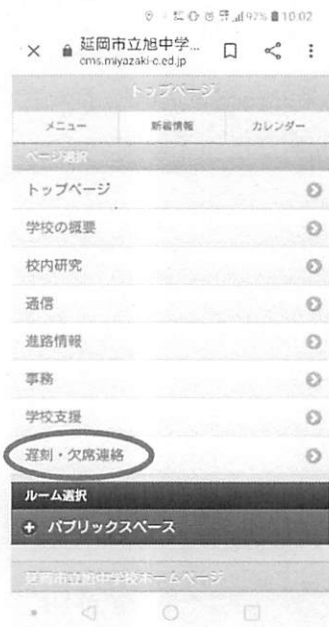 97% 10:02
延岡市立旭中学...
cms.miyazaki-c.ed.jp
トップページ
メニュー
新着情報
カレンダー
ページ選択
トップページ
学校の概要
校内研究
通信
進路情報
事務
学校支援
遅刻・欠席連絡
ルーム選択
パブリックスペース
延岡市立旭中学校ホームページ